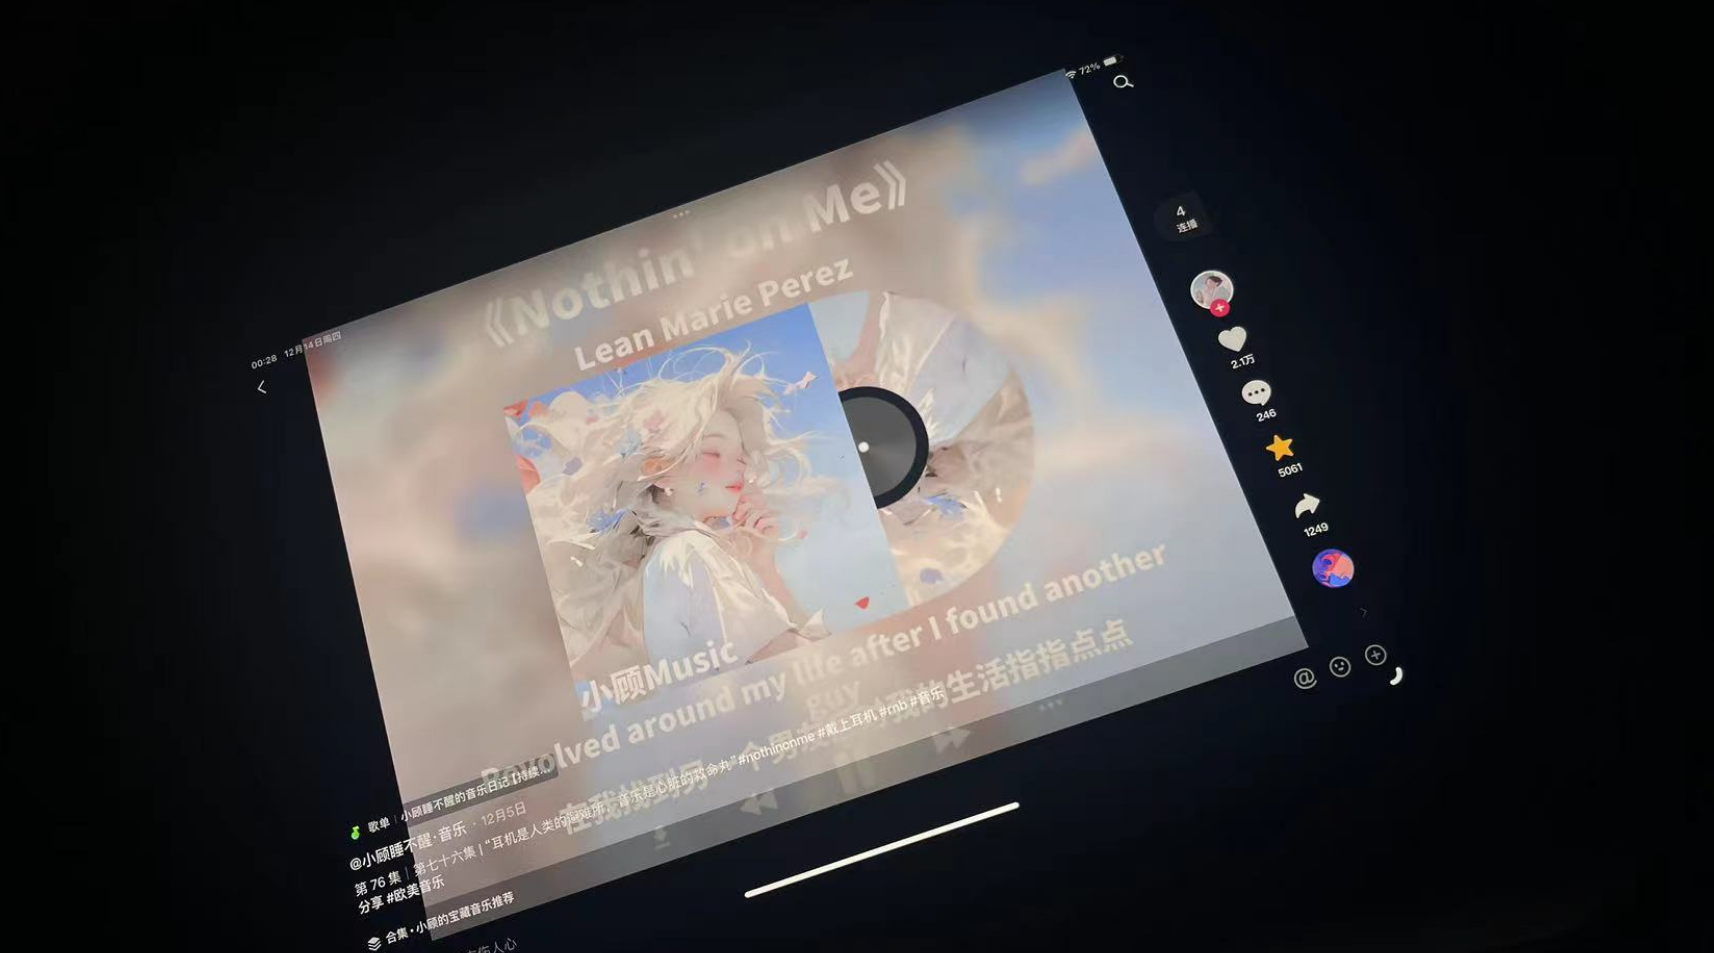 72%
00:28 12月14日周四
4
连播
《Nothin' on Me》
Lean Marie Perez
2.1万
246
5061
1249
小顾Music
Revolved around my life after I found another
guy
在我找到另一个男 我的生活指指点点
歌单 | 小顾睡不醒的音乐日记【持续...
@小顾睡不醒·音乐 · 12月5日
第 76 集 | 第七十六集 | “耳机是人类的避难所，音乐是心脏的救命丸”#nothinonme #戴上耳机 #rnb #音乐
分享 #欧美音乐
合集 · 小顾的宝藏音乐推荐
@